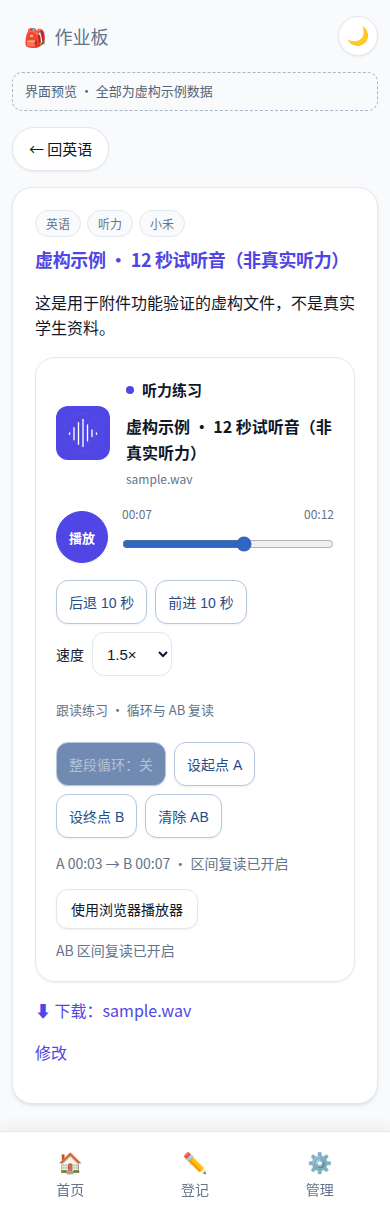 🎒 作业板
🌙
界面预览 · 全部为虚构示例数据
← 回英语
英语 听力 小禾
虚构示例 · 12 秒试听音（非真实听力）
这是用于附件功能验证的虚构文件，不是真实
学生资料。
听力练习
虚构示例 · 12 秒试听音（非
真实听力）
sample.wav
00:07 00:12
播放
后退 10 秒 前进 10 秒
速度 1.5×
跟读练习 · 循环与 AB 复读
整段循环：关 设起点 A
设终点 B 清除 AB
A 00:03 → B 00:07 · 区间复读已开启
使用浏览器播放器
AB 区间复读已开启
⬇ 下载：sample.wav
修改
🏠 ✏️ ⚙️
首页 登记 管理